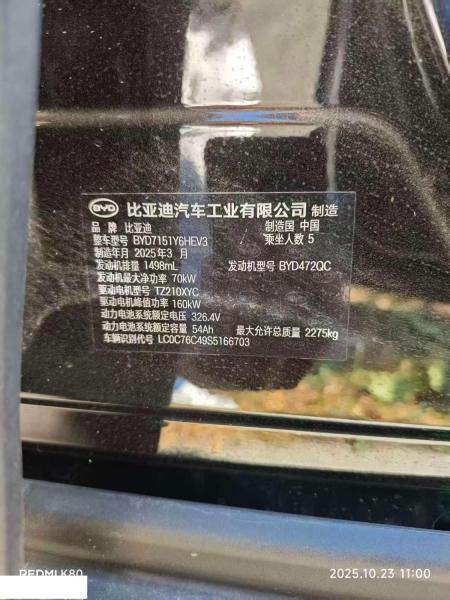 BYD 比亚迪汽车工业有限公司 制造
品 牌 比亚迪 制造国 中国
整车型号 BYD7151Y6HEV3 乘坐人数 5
制造年月 2025年3 月
发动机排量 1498mL 发动机型号 BYD472QC
发动机最大净功率 70kW
驱动电机型号 TZ210XYC
驱动电机峰值功率 160kW
动力电池系统额定电压 326.4V
动力电池系统额定容量 54Ah 最大允许总质量 2275kg
车辆识别代号 LC0C76C49S5166703
REDMI K80 2025.10.23 11:00